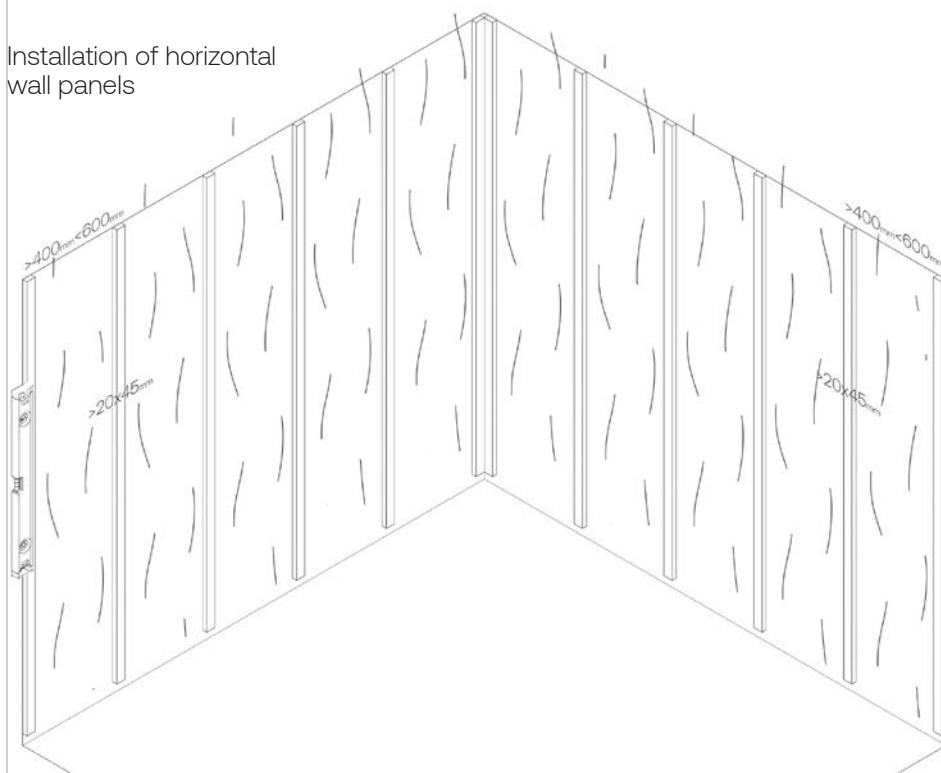 Installation of horizontal
wall panels
>400mm<600mm
>400mm<600mm
>20x45mm
>20x45mm